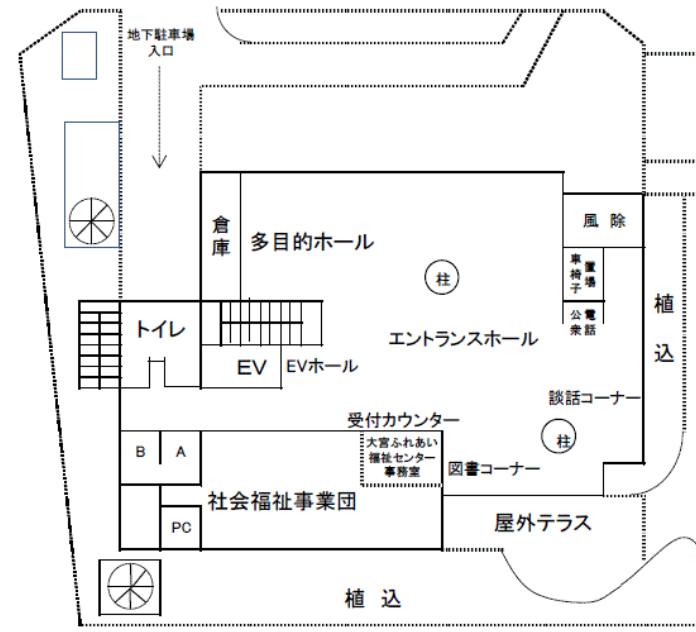 地下駐車場
入口
風除
倉庫
多目的ホール
車椅子
置場
柱
植込
公衆
電話
トイレ
エントランスホール
EV
EVホール
談話コーナー
受付カウンター
柱
B
A
大宮ふれあい
福祉センター
事務室
図書コーナー
社会福祉事業団
PC
屋外テラス
植込